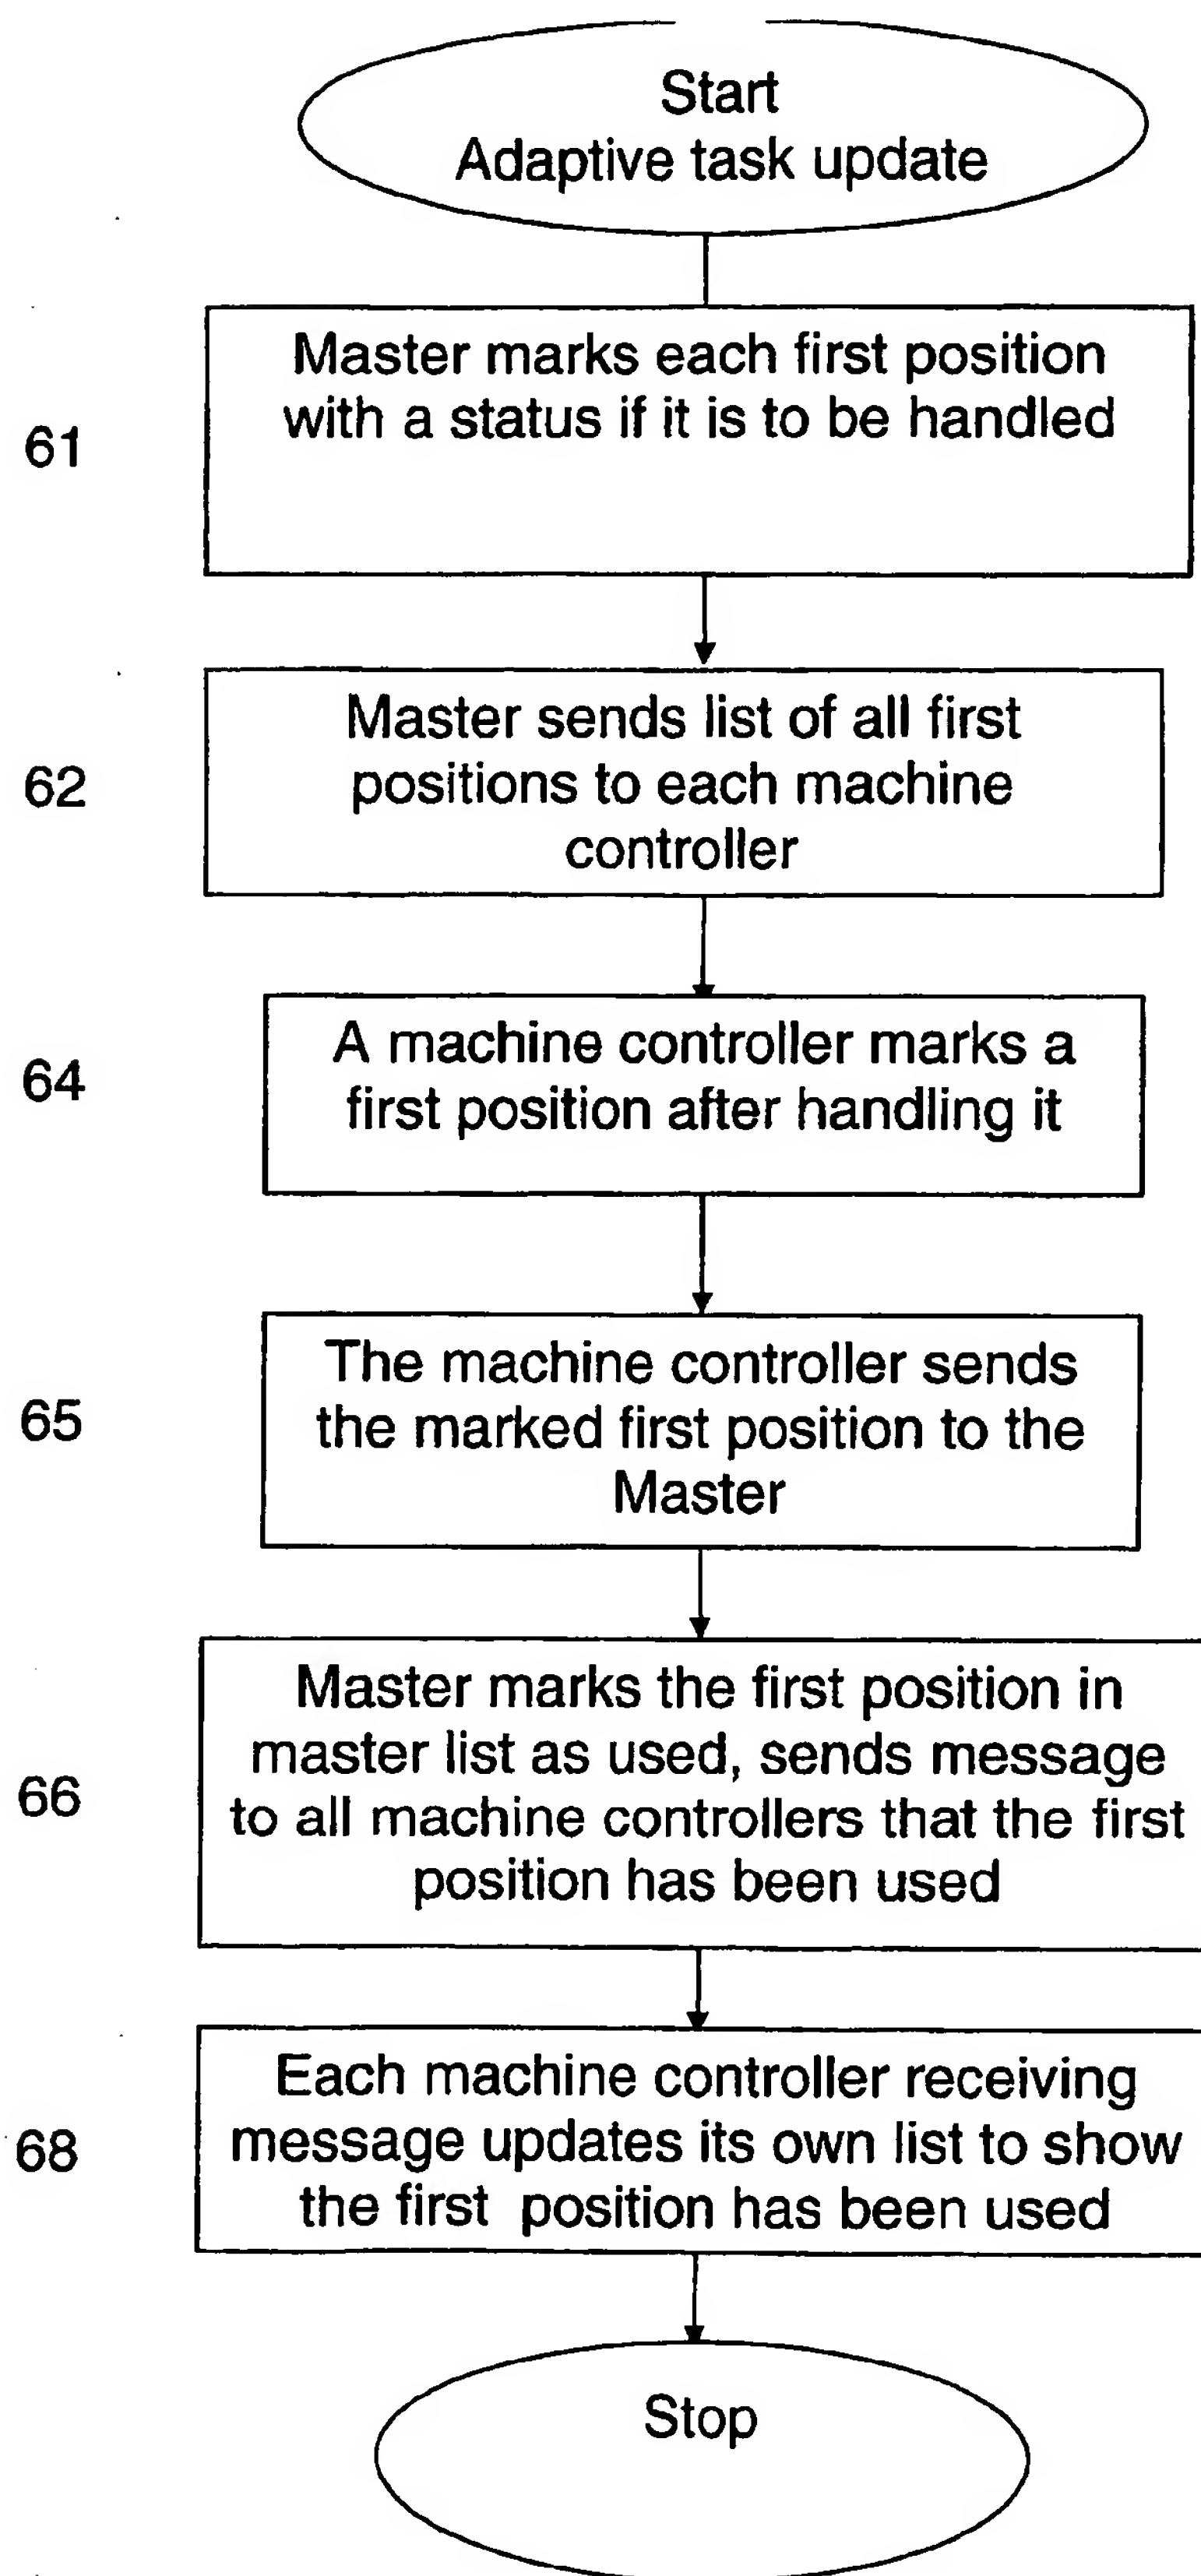 Start
Adaptive task update
61
Master marks each first position
with a status if it is to be handled
62
Master sends list of all first
positions to each machine
controller
64
A machine controller marks a
first position after handling it
65
The machine controller sends
the marked first position to the
Master
66
Master marks the first position in
master list as used, sends message
to all machine controllers that the first
position has been used
68
Each machine controller receiving
message updates its own list to show
the first position has been used
Stop